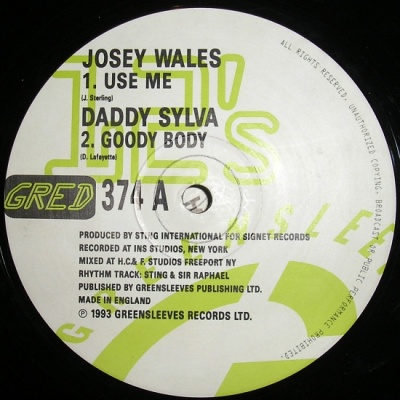 JOSEY WALES
1. USE ME
(J. Sterling)
DADDY SYLVA
2. GOODY BODY
(D. Lafayette)
12"s
GRED 374 A
PRODUCED BY STING INTERNATIONAL FOR SIGNET RECORDS
RECORDED AT INS STUDIOS, NEW YORK
MIXED AT H.C.& F. STUDIOS FREEPORT NY
RHYTHM TRACK: STING & SIR RAPHAEL
PUBLISHED BY GREENSLEEVES PUBLISHING LTD.
MADE IN ENGLAND
℗ 1993 GREENSLEEVES RECORDS LTD.
ALL RIGHTS RESERVED. UNAUTHORIZED COPYING, BROADCAST OR PUBLIC PERFORMANCE PROHIBITED.